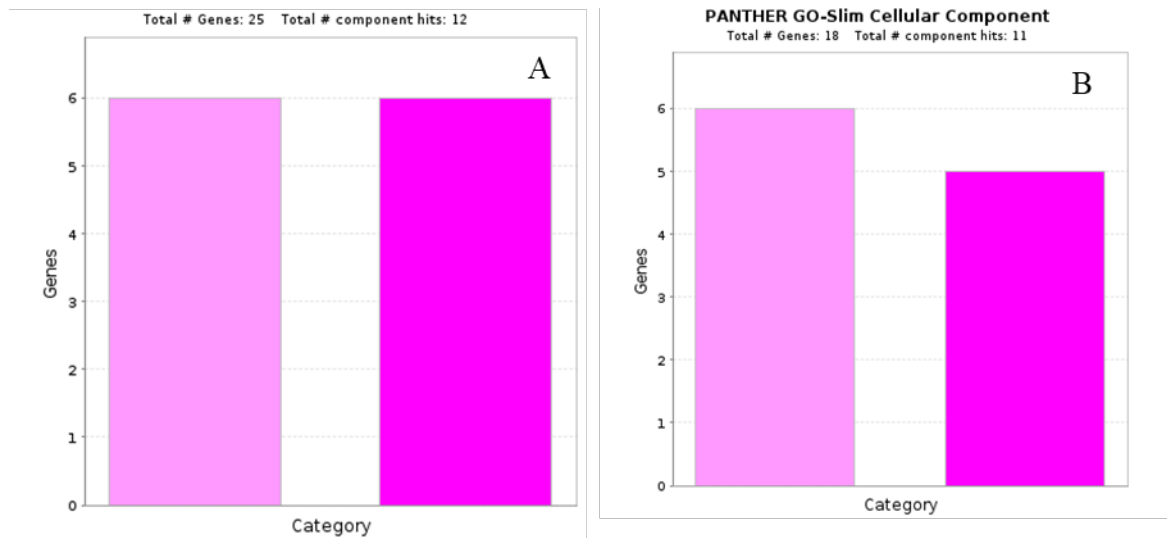 Total # Genes: 25 Total # component hits: 12
A
6
5
4
3
2
1
0
Genes
Category
PANTHER GO-Slim Cellular Component
Total # Genes: 18 Total # component hits: 11
B
6
5
4
3
2
1
0
Genes
Category